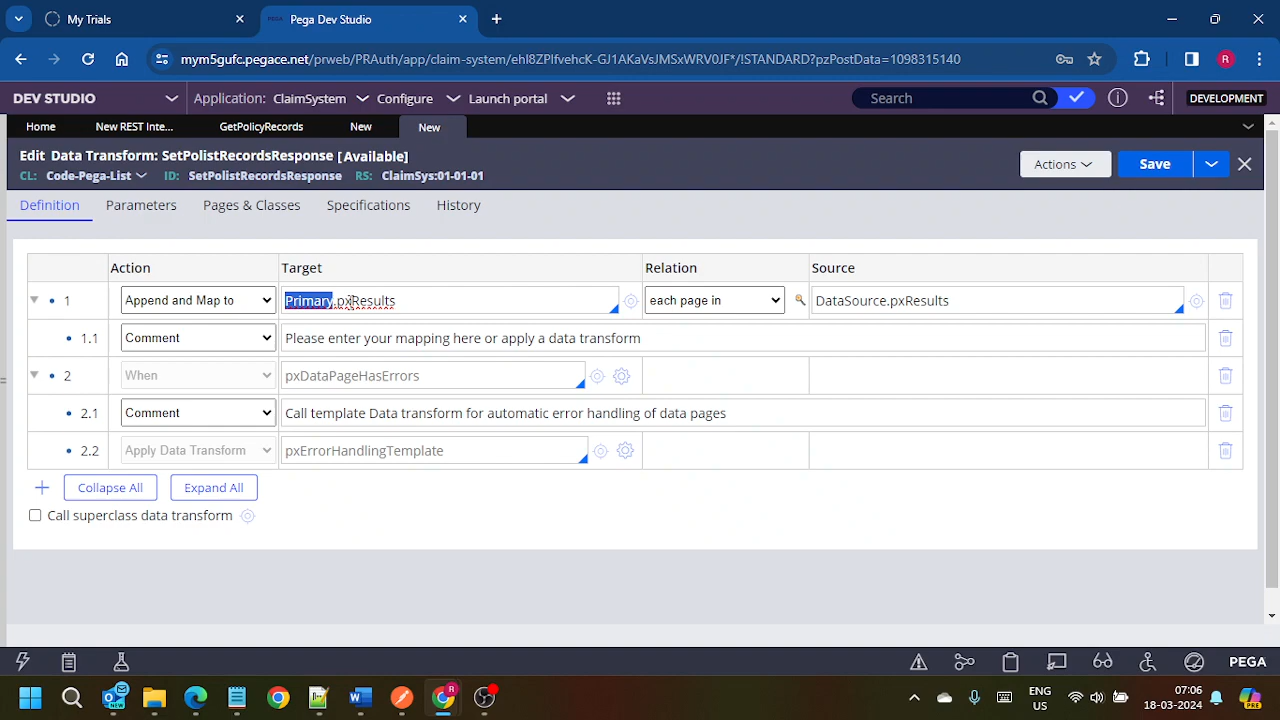 My Trials
PEGA
Pega Dev Studio
mym5gufc.pegace.net/prweb/PRAuth/app/claim-system/ehl8ZPlfvehcK-GJ1AKaVsJMSxWRV0JF*/!STANDARD?pzPostData=1098315140
R
DEV STUDIO
Application: ClaimSystem
Configure
Launch portal
Search
DEVELOPMENT
Home
New REST Inte...
GetPolicyRecords
New
New
Edit Data Transform: SetPolistRecordsResponse [Available]
CL: Code-Pega-List ID: SetPolistRecordsResponse RS: ClaimSys:01-01-01
Actions
Save
Definition
Parameters
Pages & Classes
Specifications
History
Action Target Relation Source
1 Append and Map to Primary.pxResults each page in DataSource.pxResults
1.1 Comment Please enter your mapping here or apply a data transform
2 When pxDataPageHasErrors
2.1 Comment Call template Data transform for automatic error handling of data pages
2.2 Apply Data Transform pxErrorHandlingTemplate
Collapse All
Expand All
Call superclass data transform
PEGA
NEW
R
ENG
US
07:06
18-03-2024
PRE